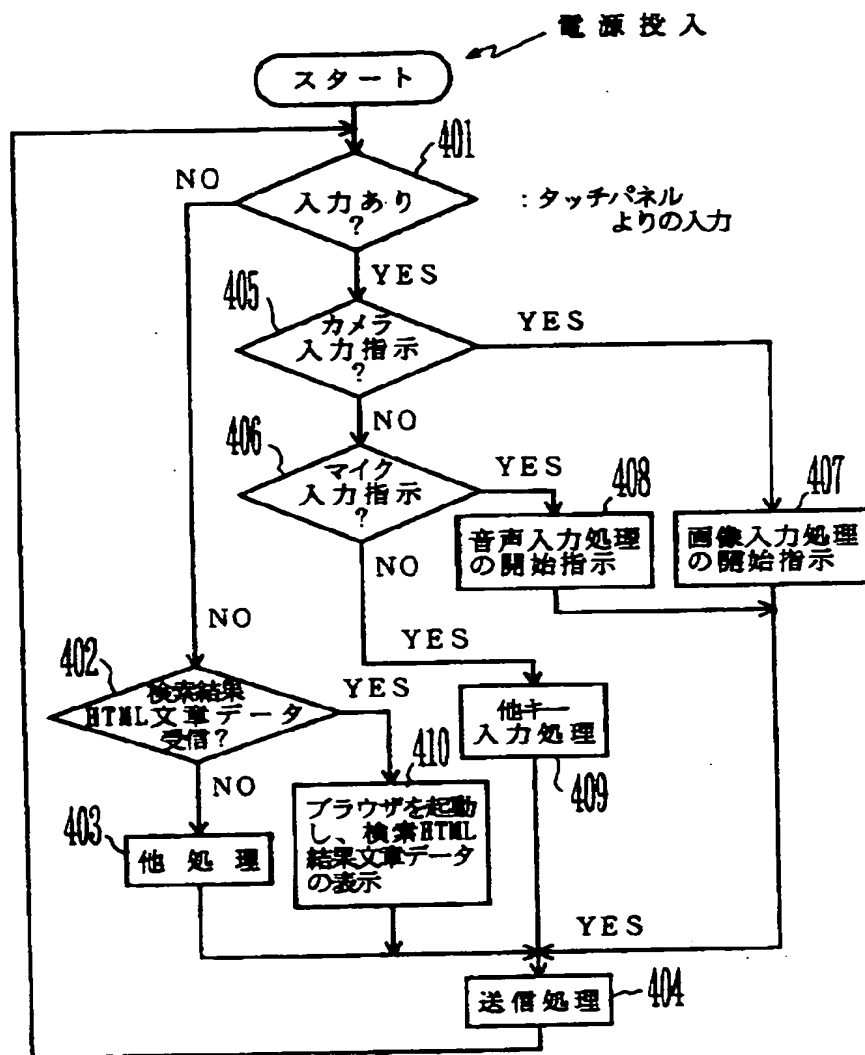 電源投入
スタート
401
NO
入力あり
?
:タッチパネル
よりの入力
YES
405
カメラ
入力指示
?
YES
NO
406
マイク
入力指示
?
YES
408
407
音声入力処理
の開始指示
画像入力処理
の開始指示
NO
NO
YES
402
検索結果
HTML文章データ
受信?
YES
他キー
入力処理
409
NO
410
ブラウザを起動
し、検索HTML
結果文章データ
の表示
403
他処理
YES
送信処理
404